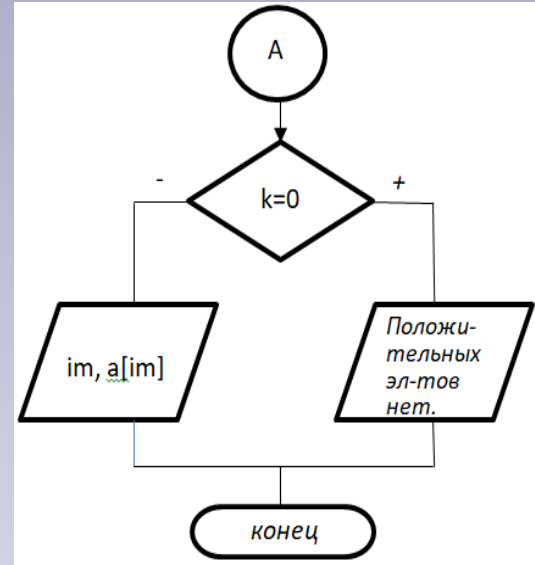 A
k=0
-
+
im, a[im]
Положи-
тельных
эл-тов
нет.
конец